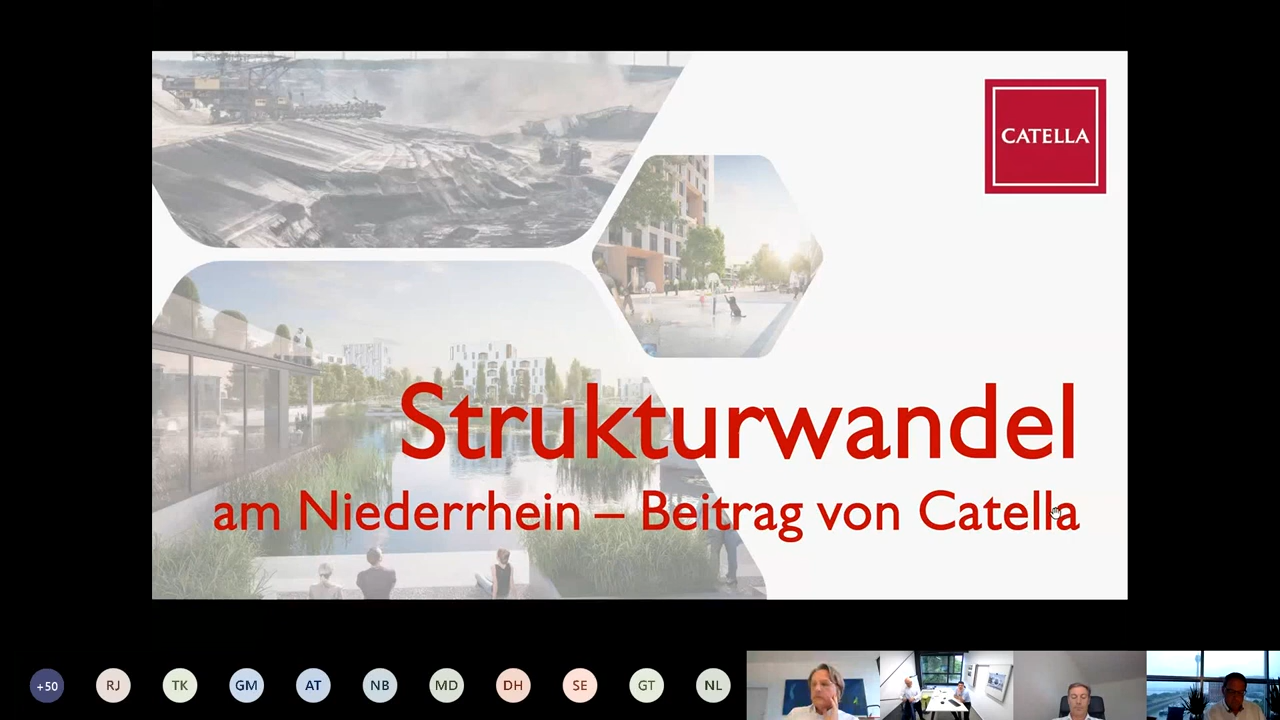 CATELLA
Strukturwandel
am Niederrhein – Beitrag von Catella
+50 RJ TK GM AT NB MD DH SE GT NL